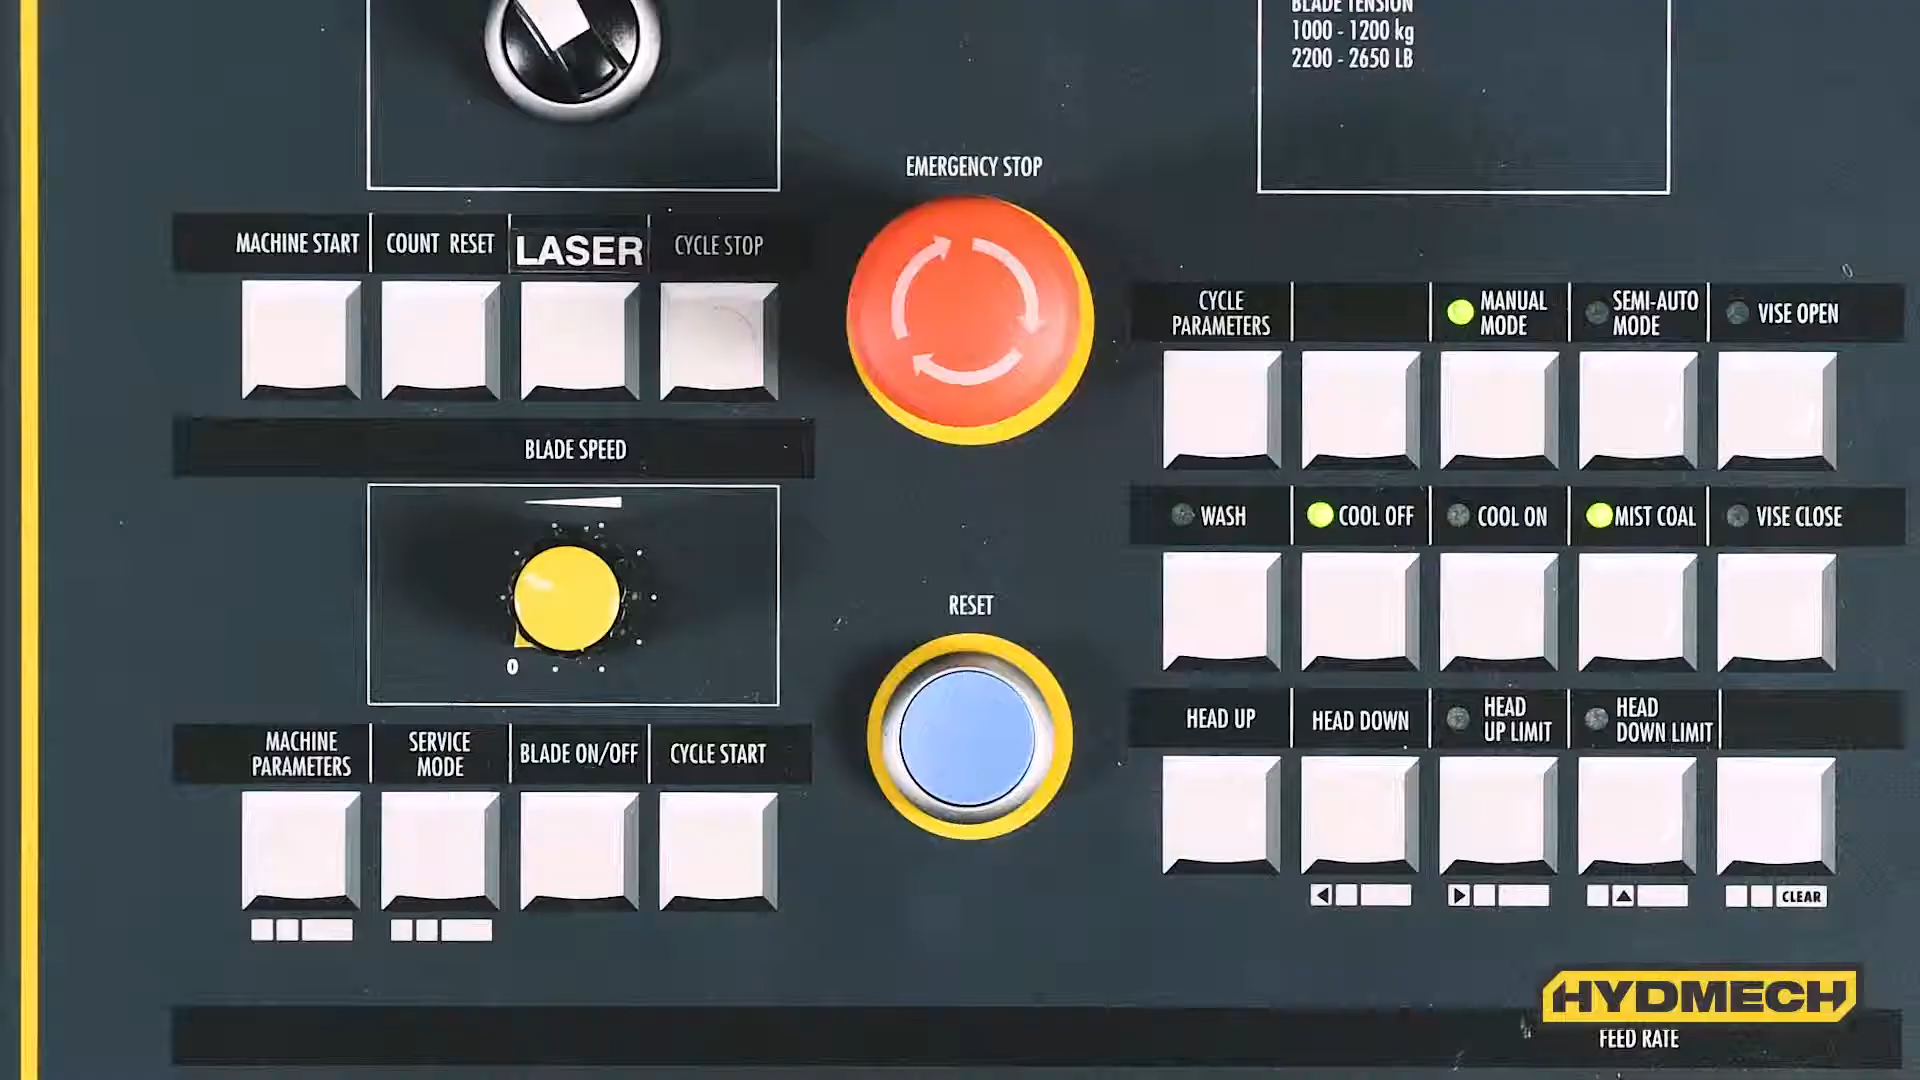 BLADE TENSION
1000 - 1200 kg
2200 - 2650 LB
EMERGENCY STOP
MACHINE START
COUNT RESET
LASER
CYCLE STOP
CYCLE
PARAMETERS
MANUAL
MODE
SEMI-AUTO
MODE
VISE OPEN
BLADE SPEED
WASH
COOL OFF
COOL ON
MIST COAL
VISE CLOSE
0
RESET
HEAD UP
HEAD DOWN
HEAD
UP LIMIT
HEAD
DOWN LIMIT
MACHINE
PARAMETERS
SERVICE
MODE
BLADE ON/OFF
CYCLE START
CLEAR
HYDMECH
FEED RATE